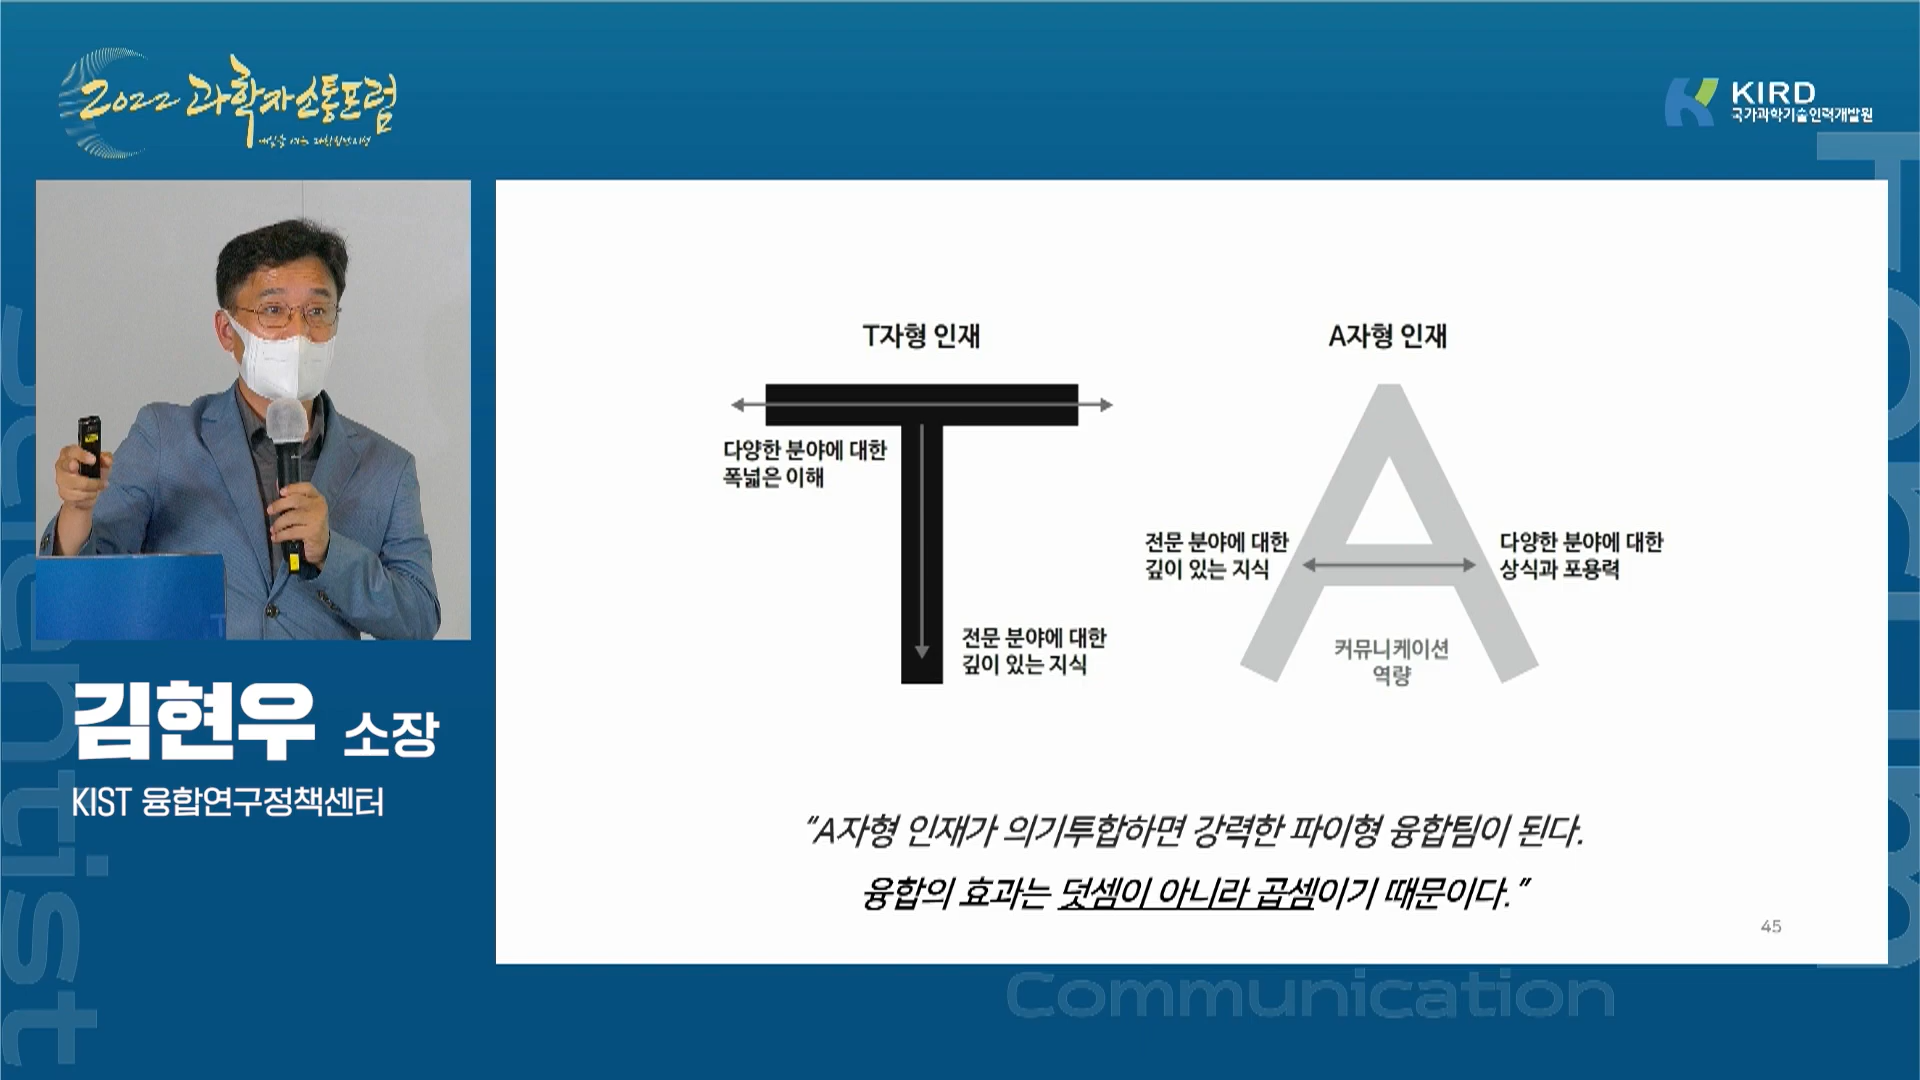 2022 과학자소통포럼
KIRD
국가과학기술인력개발원
T자형 인재
다양한 분야에 대한
폭넓은 이해
전문 분야에 대한
깊이 있는 지식
A자형 인재
전문 분야에 대한
깊이 있는 지식
다양한 분야에 대한
상식과 포용력
커뮤니케이션
역량
“A자형 인재가 의기투합하면 강력한 파이형 융합팀이 된다.
융합의 효과는 덧셈이 아니라 곱셈이기 때문이다.”
45
김현우 소장
KIST 융합연구정책센터
Communication
Scientist
Forum